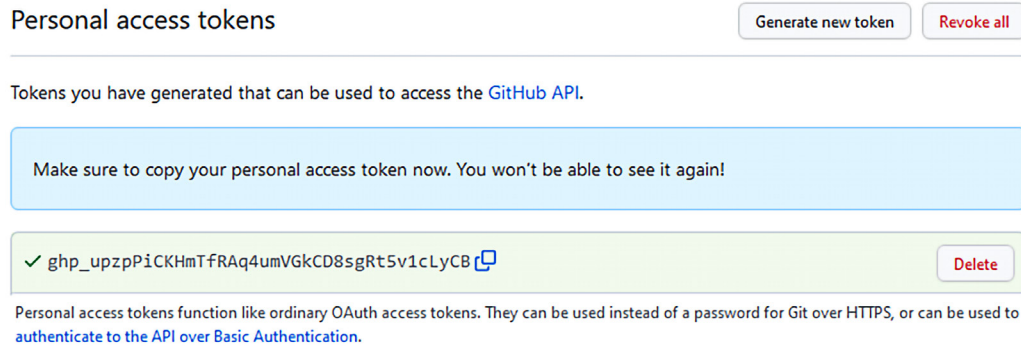 Personal access tokens
Generate new token
Revoke all
Tokens you have generated that can be used to access the GitHub API.
Make sure to copy your personal access token now. You won't be able to see it again!
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
Delete
Personal access tokens function like ordinary OAuth access tokens. They can be used instead of a password for Git over HTTPS, or can be used to
authenticate to the API over Basic Authentication.